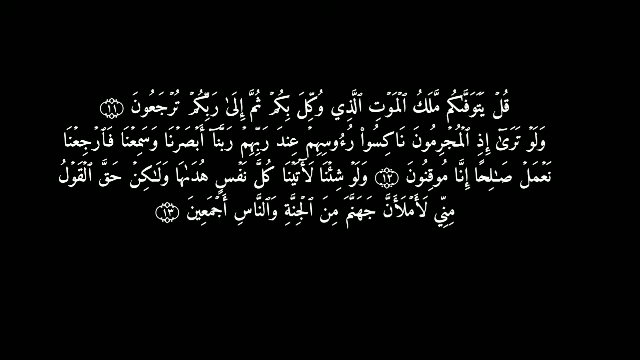 قُلْ يَتَوَفَّىٰكُم مَّلَكُ ٱلْمَوْتِ ٱلَّذِي وُكِّلَ بِكُمْ ثُمَّ إِلَىٰ رَبِّكُمْ تُرْجَعُونَ ۝١١
وَلَوْ تَرَىٰٓ إِذِ ٱلْمُجْرِمُونَ نَاكِسُوا۟ رُءُوسِهِمْ عِندَ رَبِّهِمْ رَبَّنَآ أَبْصَرْنَا وَسَمِعْنَا فَٱرْجِعْنَا
نَعْمَلْ صَـٰلِحًا إِنَّا مُوقِنُونَ ۝١٢ وَلَوْ شِئْنَا لَأٓتَيْنَا كُلَّ نَفْسٍ هُدَىٰهَا وَلَـٰكِنْ حَقَّ ٱلْقَوْلُ
مِنِّي لَأَمْلَأَنَّ جَهَنَّمَ مِنَ ٱلْجِنَّةِ وَٱلنَّاسِ أَجْمَعِينَ ۝١٣